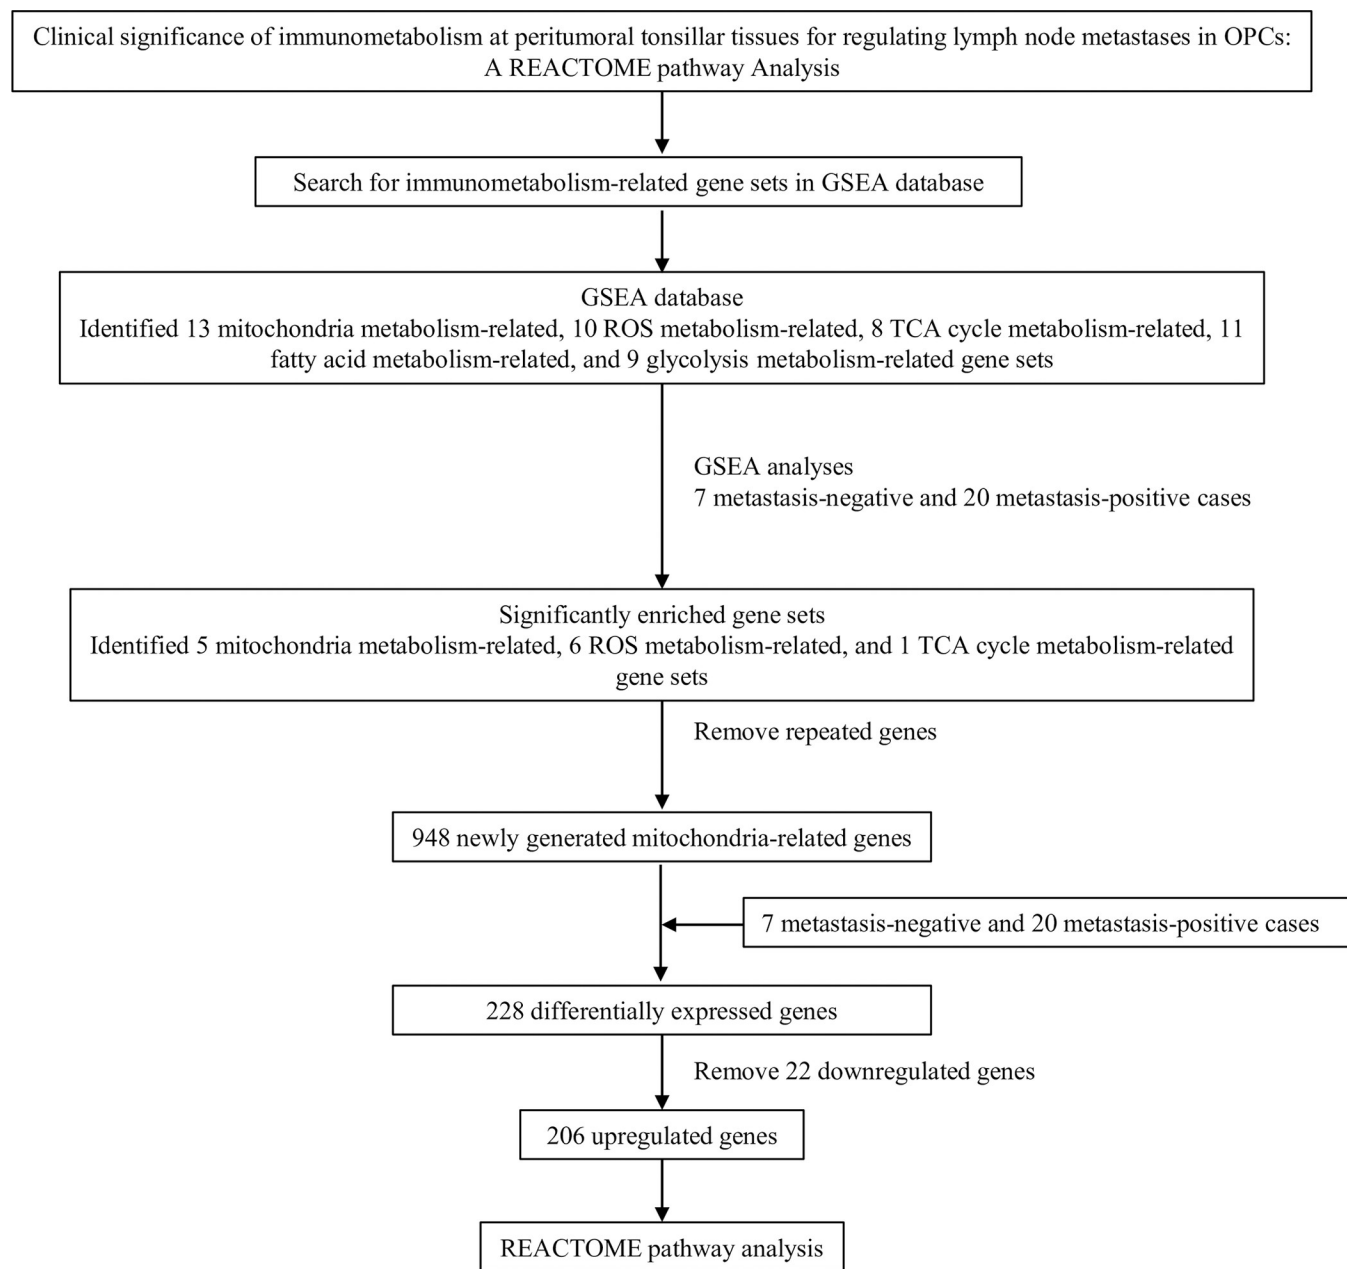 Clinical significance of immunometabolism at peritumoral tonsillar tissues for regulating lymph node metastases in OPCs:
A REACTOME pathway Analysis
Search for immunometabolism-related gene sets in GSEA database
GSEA database
Identified 13 mitochondria metabolism-related, 10 ROS metabolism-related, 8 TCA cycle metabolism-related, 11
fatty acid metabolism-related, and 9 glycolysis metabolism-related gene sets
GSEA analyses
7 metastasis-negative and 20 metastasis-positive cases
Significantly enriched gene sets
Identified 5 mitochondria metabolism-related, 6 ROS metabolism-related, and 1 TCA cycle metabolism-related
gene sets
Remove repeated genes
948 newly generated mitochondria-related genes
7 metastasis-negative and 20 metastasis-positive cases
228 differentially expressed genes
Remove 22 downregulated genes
206 upregulated genes
REACTOME pathway analysis